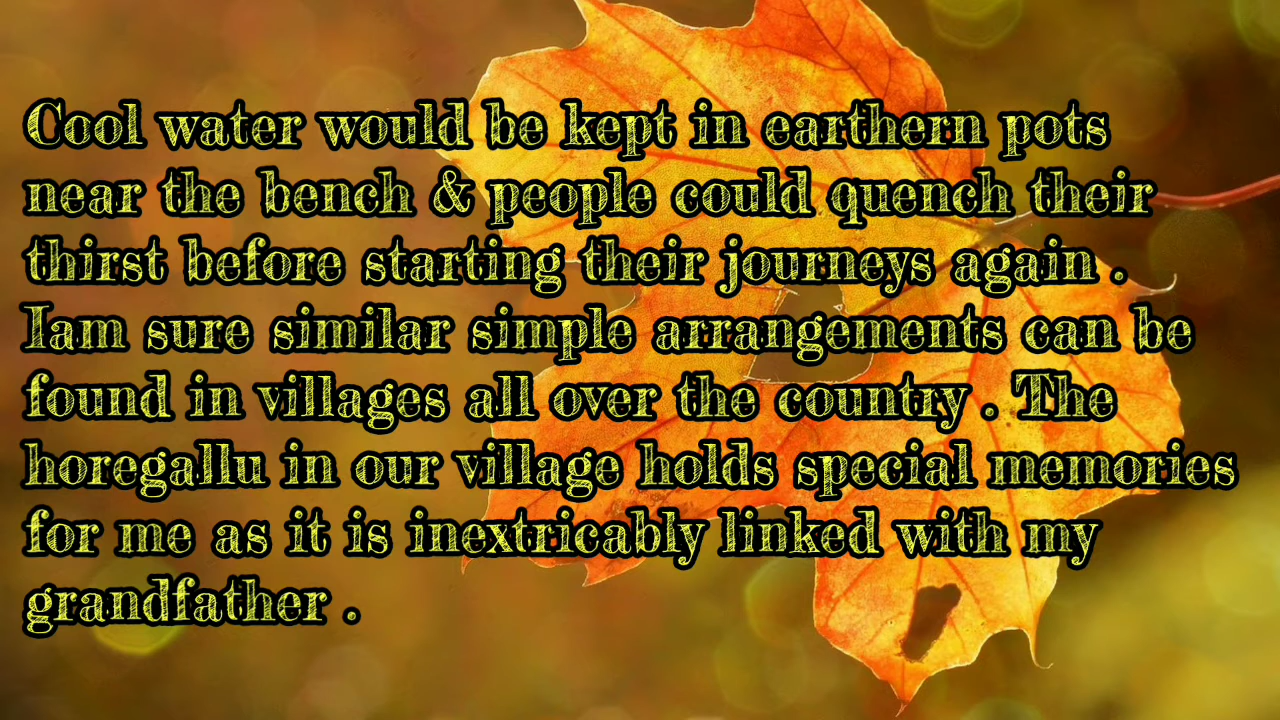 Cool water would be kept in earthern pots
near the bench & people could quench their
thirst before starting their journeys again .
Iam sure similar simple arrangements can be
found in villages all over the country . The
horegallu in our village holds special memories
for me as it is inextricably linked with my
grandfather .